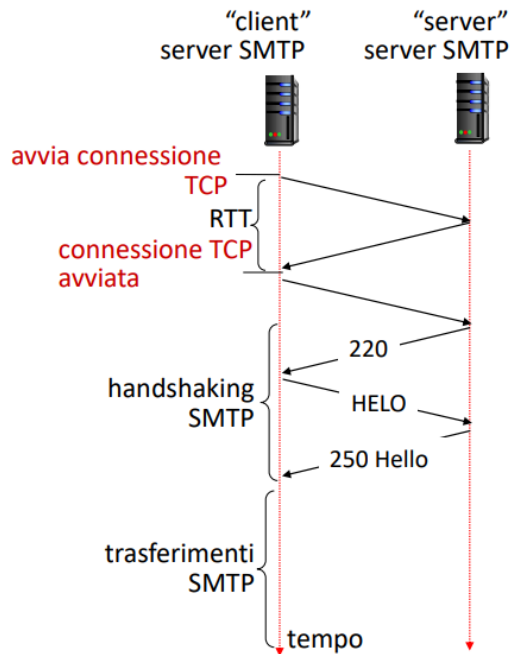 “client”
server SMTP
“server”
server SMTP
avvia connessione
TCP
RTT
connessione TCP
avviata
220
handshaking
SMTP
HELO
250 Hello
trasferimenti
SMTP
tempo